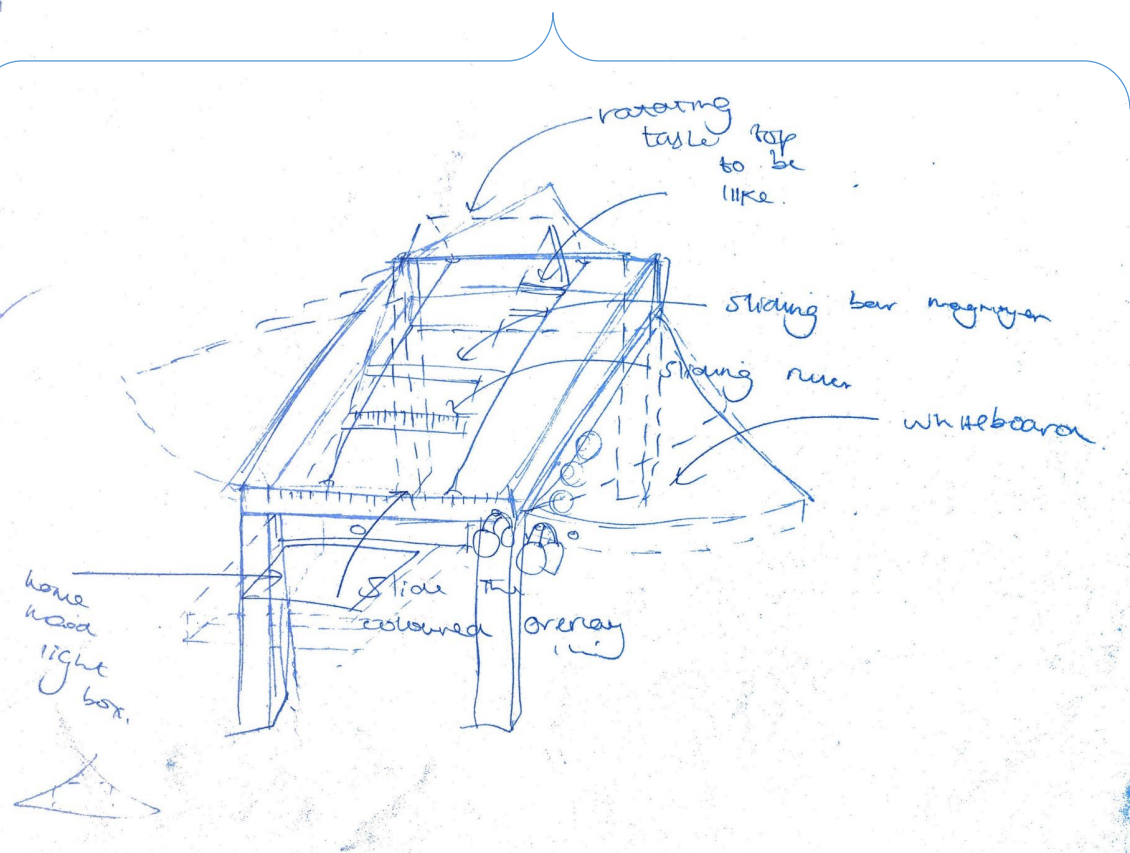 rotating
table top
to be
like.
sliding bar magnifyer
sliding ruler
whiteboard
Slide the
coloured overlay
home
maid
light
box.